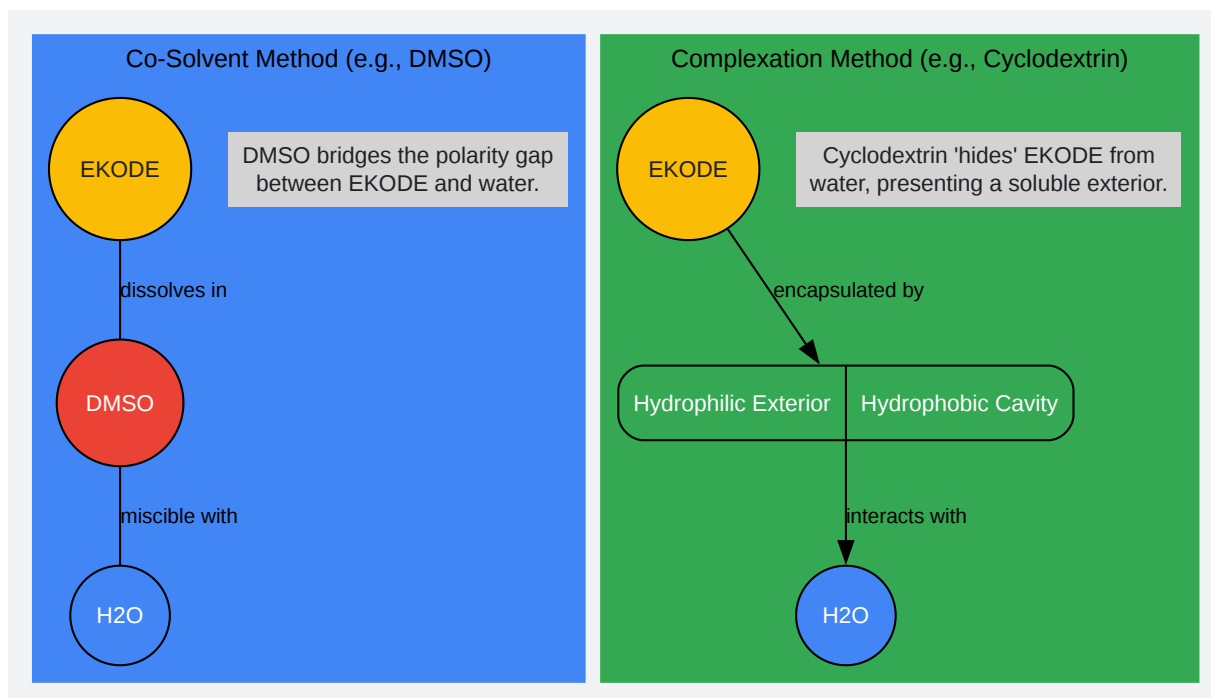 Co-Solvent Method (e.g., DMSO)
EKODE
DMSO bridges the polarity gap
between EKODE and water.
dissolves in
DMSO
miscible with
H2O
Complexation Method (e.g., Cyclodextrin)
EKODE
Cyclodextrin 'hides' EKODE from
water, presenting a soluble exterior.
encapsulated by
Hydrophilic Exterior
Hydrophobic Cavity
interacts with
H2O